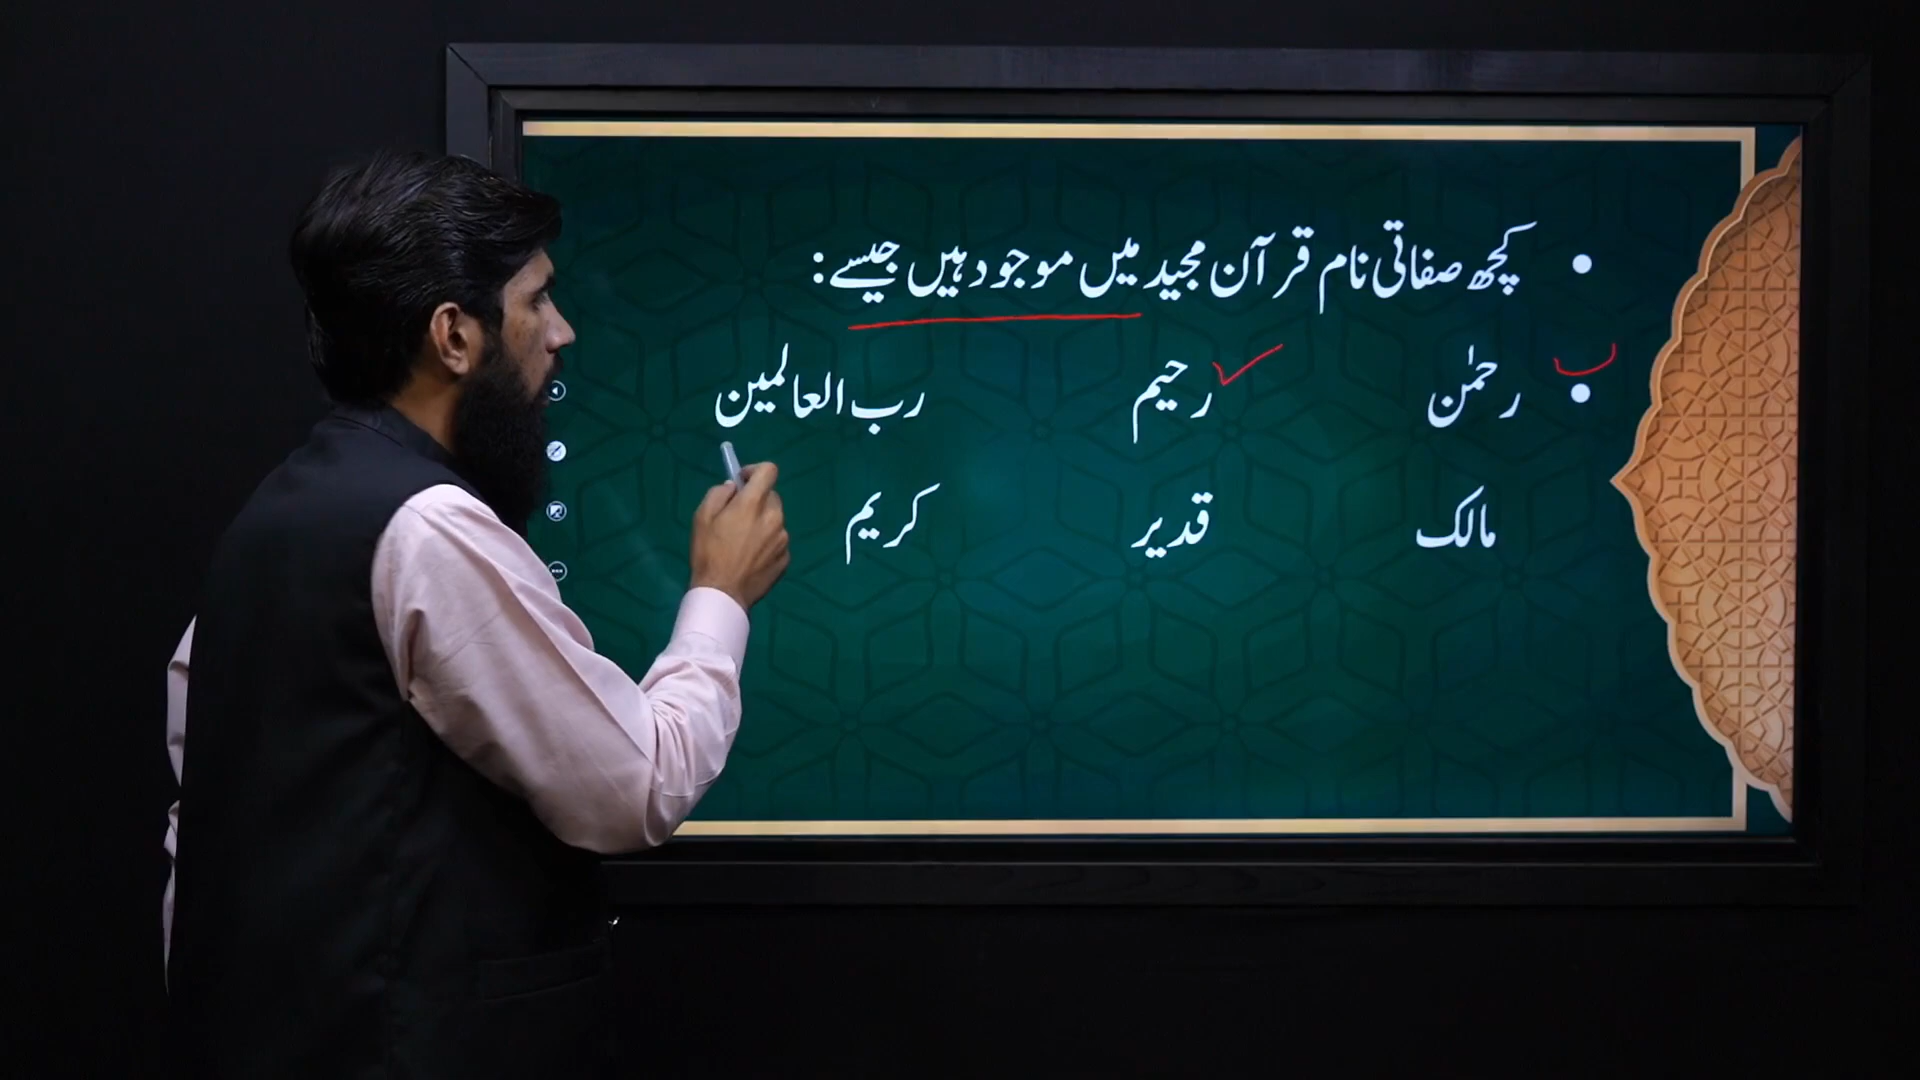 • کچھ صفاتی نام قرآن مجید میں موجود ہیں جیسے:
• رحمٰن رحیم رب العالمین
مالک قدیر کریم